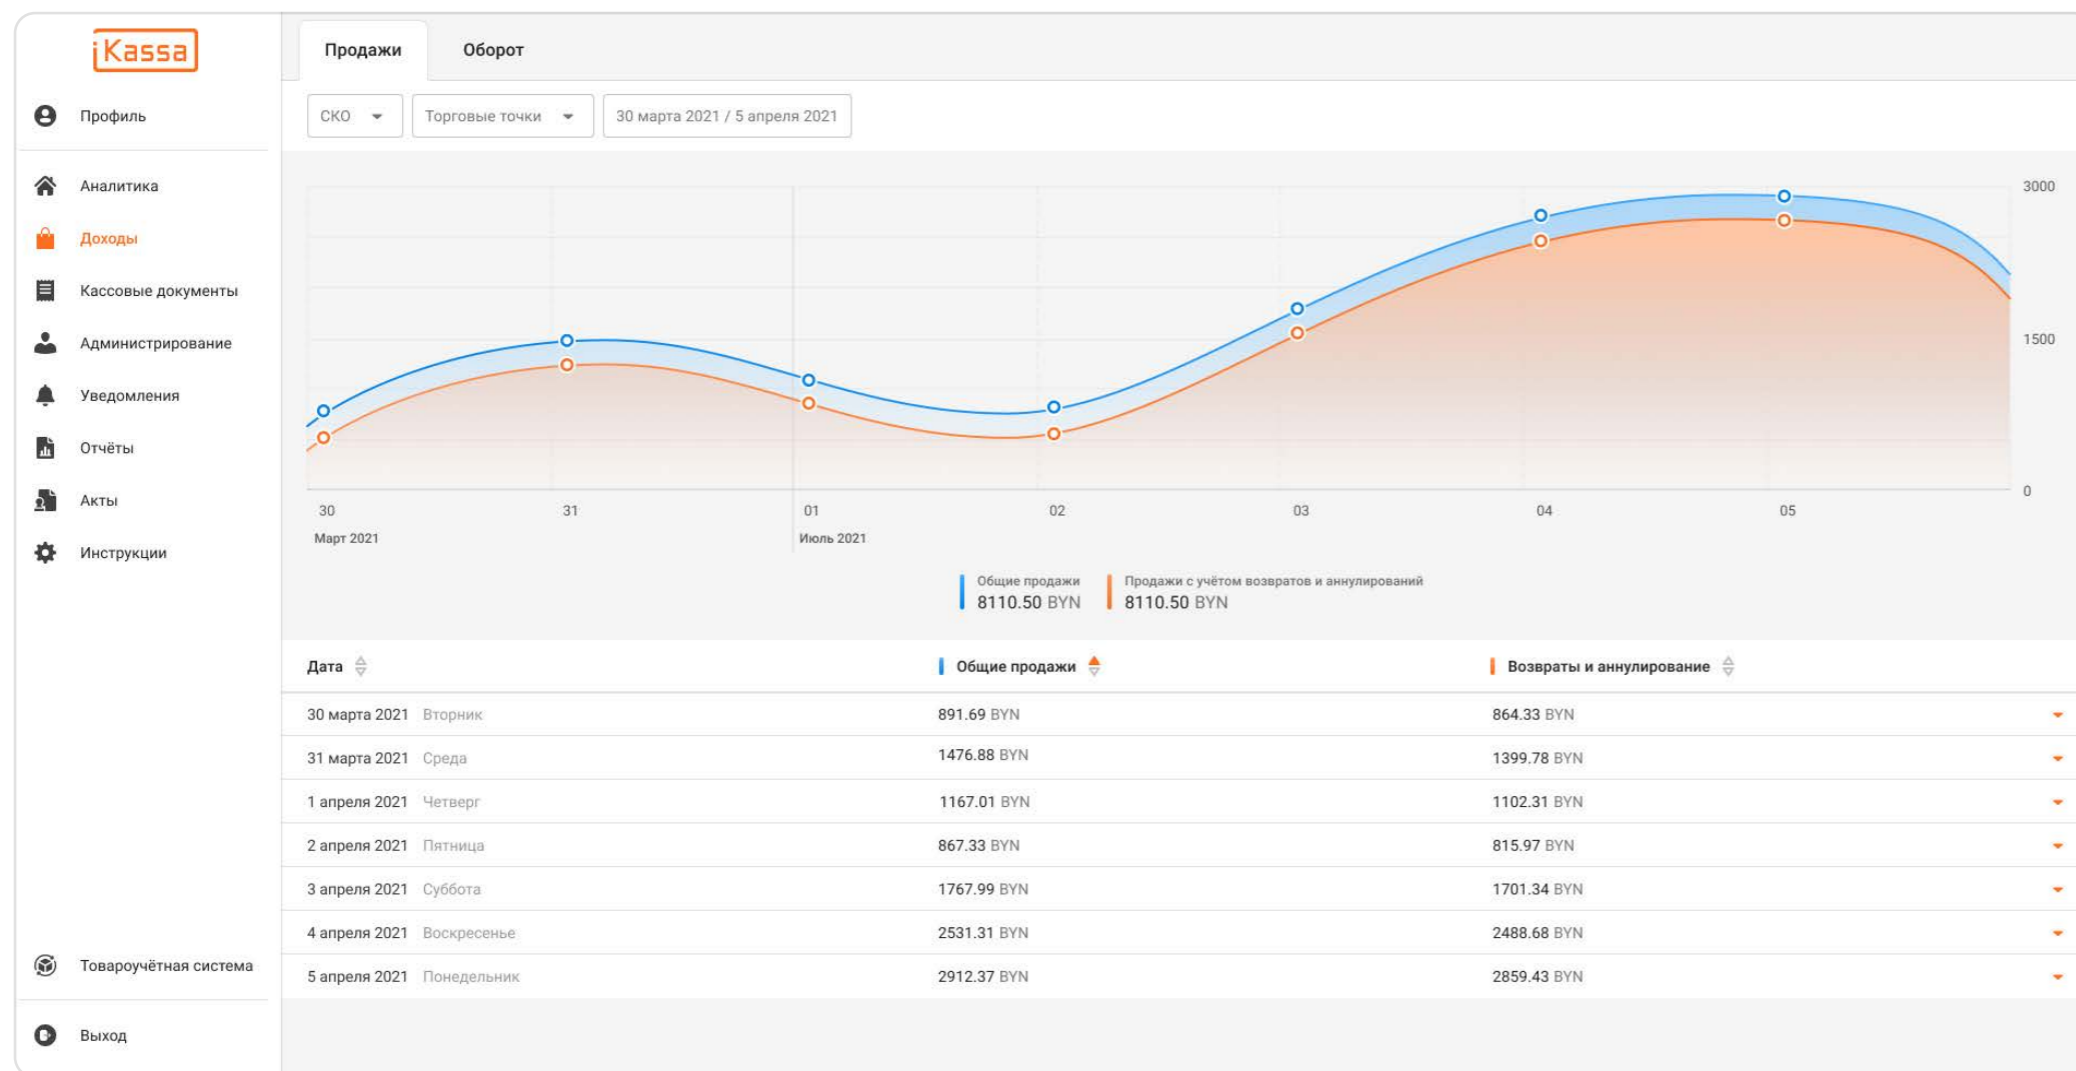 iKassa
Профиль
Аналитика
Доходы
Кассовые документы
Администрирование
Уведомления
Отчёты
Акты
Инструкции
Товароучётная система
Выход
Продажи Оборот
СКО Торговые точки 30 марта 2021 / 5 апреля 2021
3000
1500
0
30 31 01 02 03 04 05
Март 2021 Июль 2021
Общие продажи Продажи с учётом возвратов и аннулирований
8110.50 BYN 8110.50 BYN
Дата Общие продажи Возвраты и аннулирование
30 марта 2021 Вторник 891.69 BYN 864.33 BYN
31 марта 2021 Среда 1476.88 BYN 1399.78 BYN
1 апреля 2021 Четверг 1167.01 BYN 1102.31 BYN
2 апреля 2021 Пятница 867.33 BYN 815.97 BYN
3 апреля 2021 Суббота 1767.99 BYN 1701.34 BYN
4 апреля 2021 Воскресенье 2531.31 BYN 2488.68 BYN
5 апреля 2021 Понедельник 2912.37 BYN 2859.43 BYN